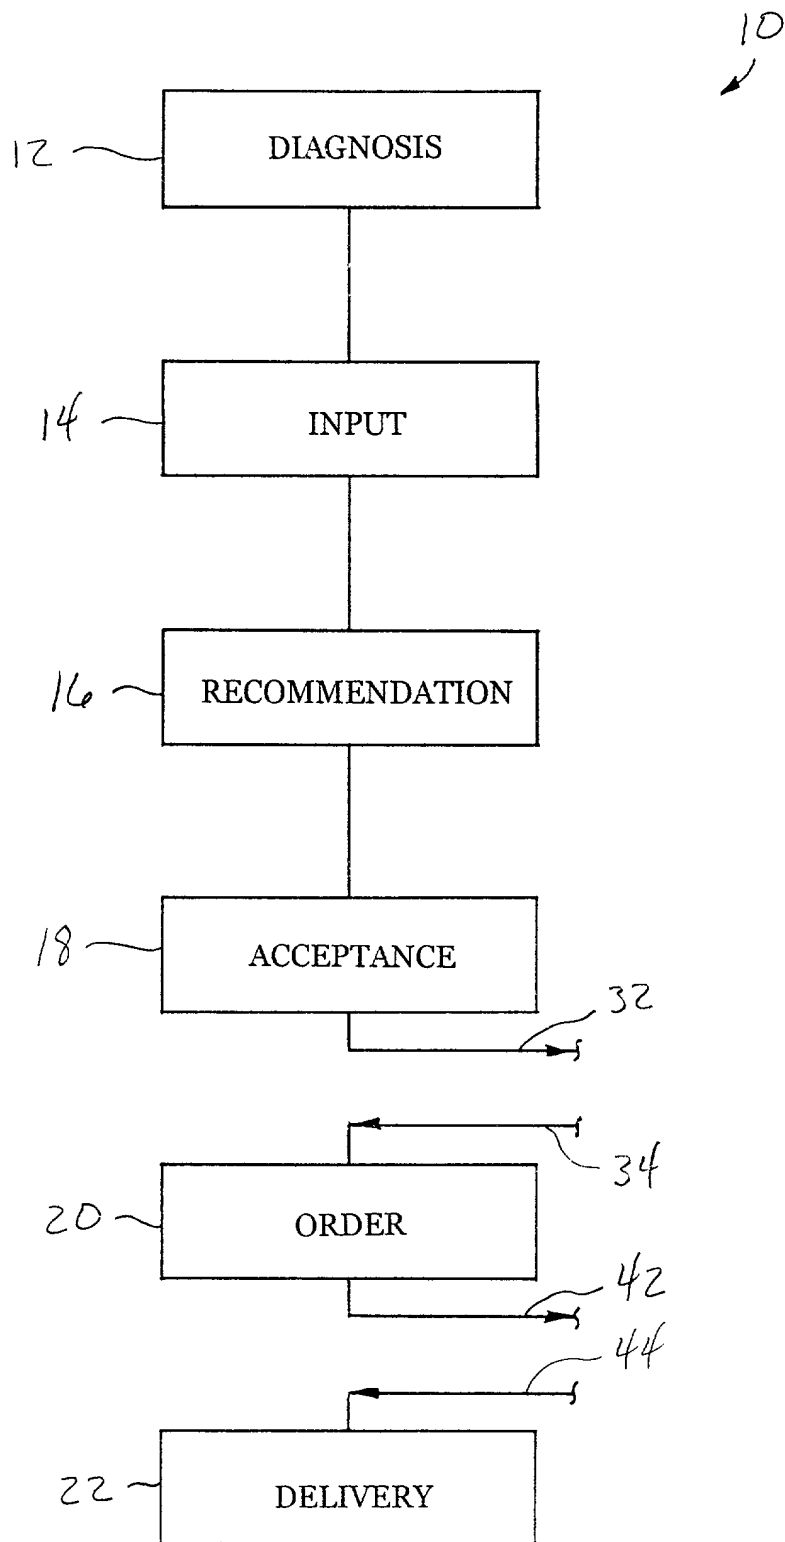 10
12 DIAGNOSIS
14 INPUT
16 RECOMMENDATION
18 ACCEPTANCE
32
34
20 ORDER
42
44
22 DELIVERY